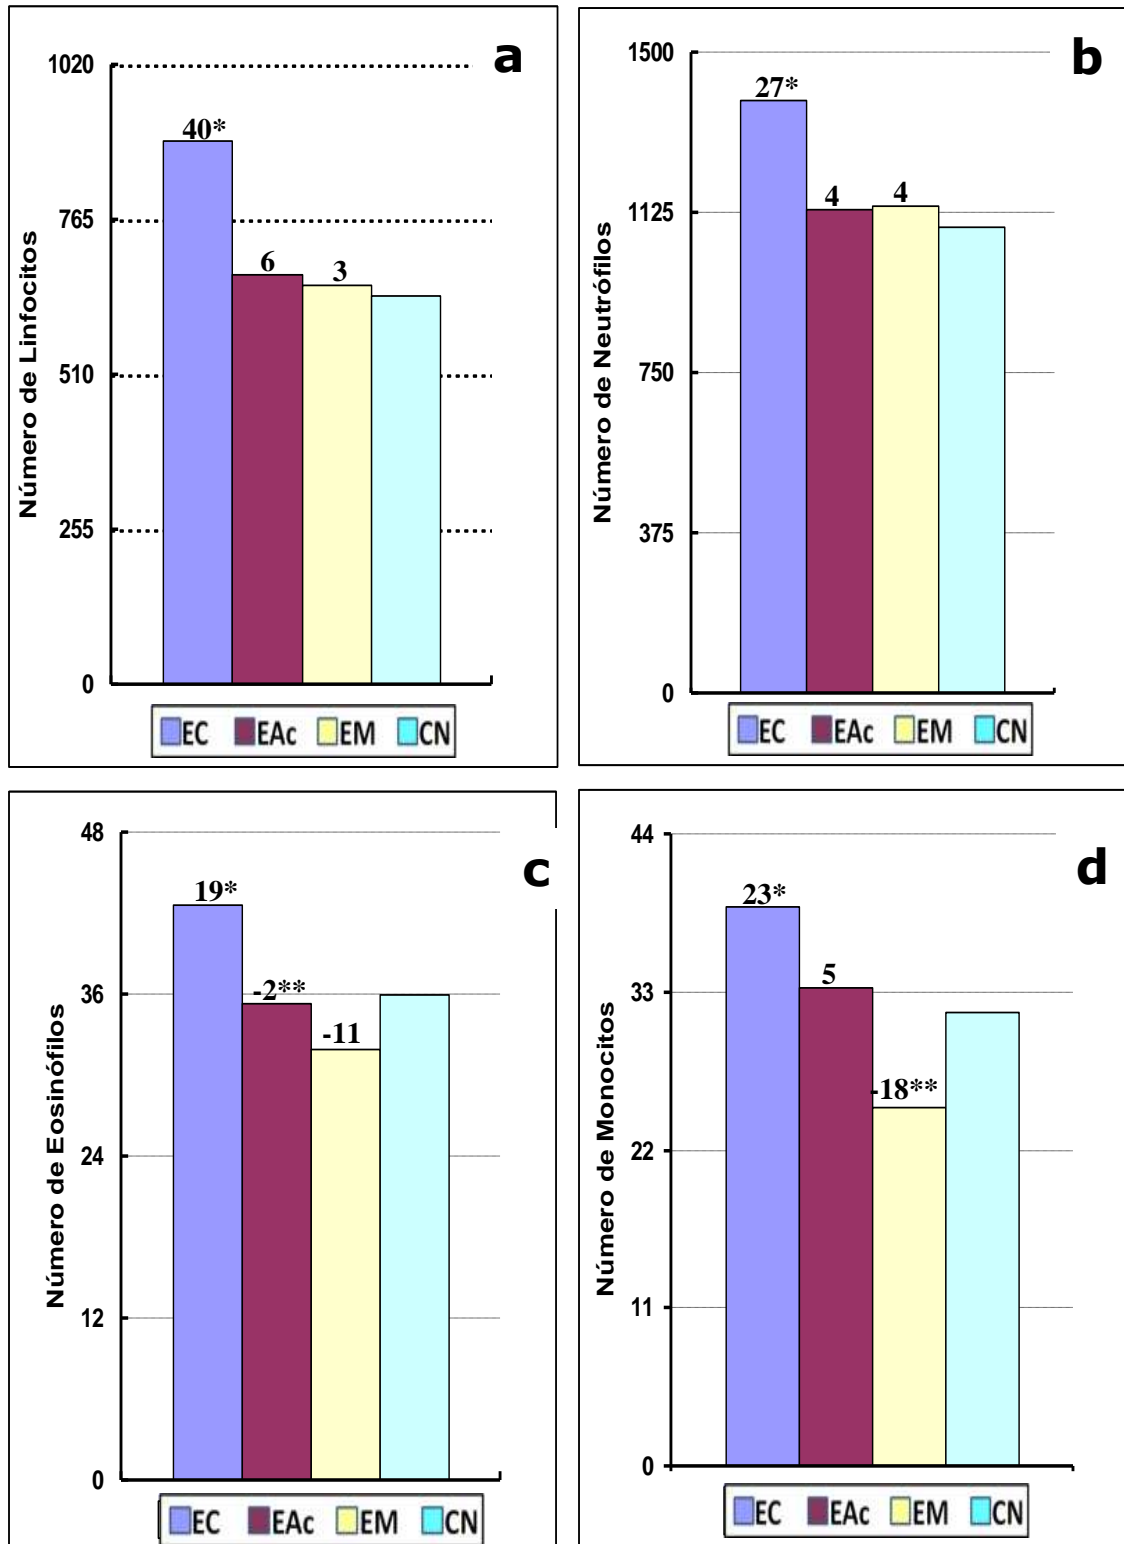 a
Número de Linfocitos
1020
765
510
255
0
40*
6
3
EC EAc EM CN
b
Número de Neutrófilos
1500
1125
750
375
0
27*
4
4
EC EAc EM CN
c
Número de Eosinófilos
48
36
24
12
0
19*
-2**
-11
EC EAc EM CN
d
Número de Monocitos
44
33
22
11
0
23*
5
-18**
EC EAc EM CN